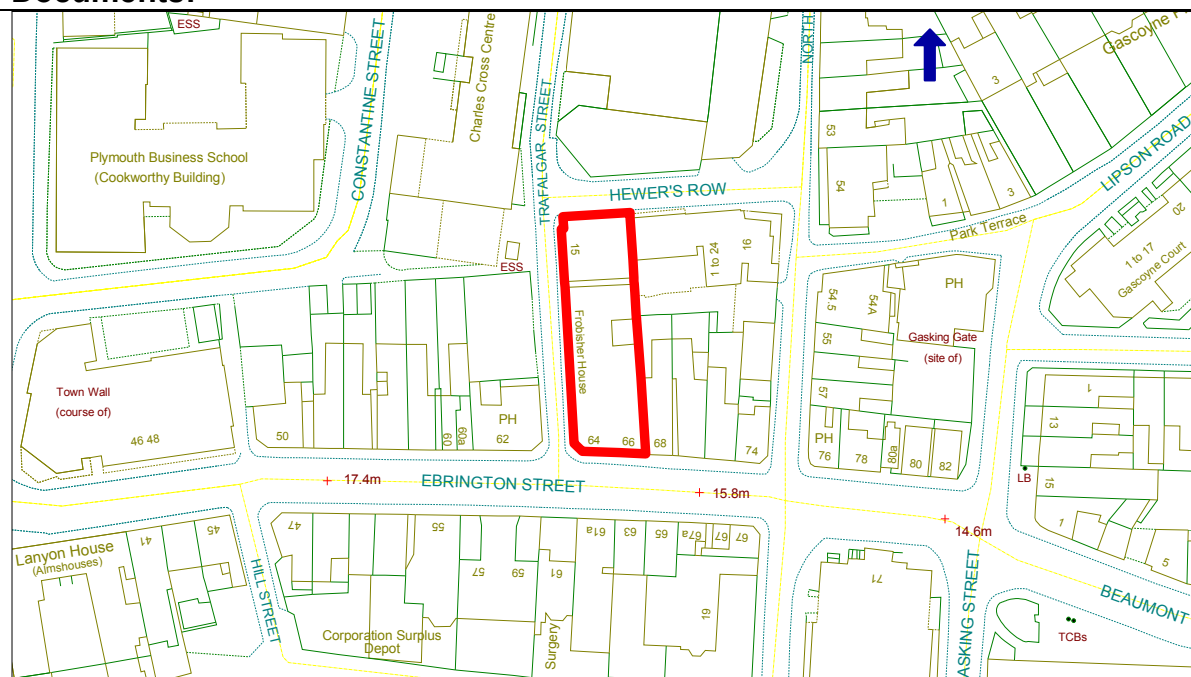 Documents:
ESS
CONSTANTINE STREET
Charles Cross Centre
TRAFALGAR STREET
NORTH
Gascoyne
3
53
54
1
3
LIPSON ROAD
Plymouth Business School
(Cookworthy Building)
HEWER'S ROW
Park Terrace
20
1 to 17
Gascoyne Court
ESS
15
1 to 24
16
PH
54.5
54A
Frobisher House
Gasking Gate
(site of)
55
57
Town Wall
(course of)
46 48
50
60
60a
PH
62
64
66
68
74
PH
76
78
80a
80
82
1
13
15
1
LB
5
17.4m
EBRINGTON STREET
15.8m
14.6m
Lanyon House
(Almshouses)
41
45
HILL STREET
47
55
57
59
61
61a
63
65
67a
67
67
19
71
Surgery
Corporation Surplus
Depot
ASKING STREET
BEAUMONT
TCBs